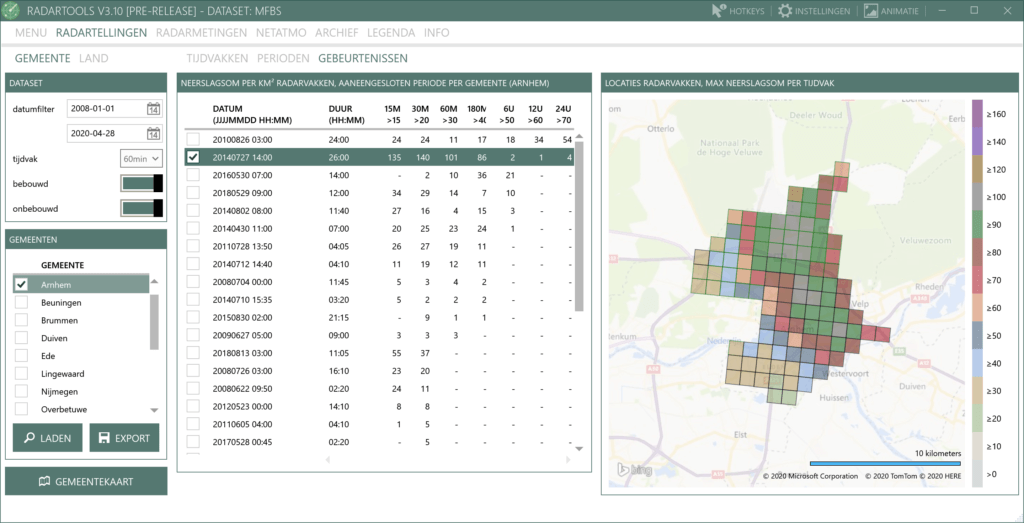 RADARTOOLS V3.10 [PRE-RELEASE] - DATASET: MFBS
HOTKEYS INSTELLINGEN ANIMATIE
MENU RADARTELLINGEN RADARMETINGEN NETATMO ARCHIEF LEGENDA INFO
GEMEENTE LAND TIJDVAKKEN PERIODEN GEBEURTENISSEN
DATASET
datumfilter 2008-01-01 14
2020-04-28 14
tijdvak 60min
bebouwd
onbebouwd
GEMEENTEN
GEMEENTE
Arnhem
Beuningen
Brummen
Duiven
Ede
Lingewaard
Nijmegen
Overbetuwe
LADEN EXPORT
GEMEENTEKAART
NEERSLAGSOM PER KM² RADARVAKKEN, AANEENGESLOTEN PERIODE PER GEMEENTE (ARNHEM)
DATUM DUUR 15M 30M 60M 180M 6U 12U 24U
(JJJJMMDD HH:MM) (HH:MM) >15 >20 >30 >40 >50 >60 >70
20100826 03:00 24:00 24 24 11 17 18 34 54
20140727 14:00 26:00 135 140 101 86 2 1 4
20160530 07:00 14:00 - 2 10 36 21 - -
20180529 09:00 12:00 34 29 14 7 10 - -
20140802 08:00 11:40 27 16 4 15 3 - -
20140430 11:00 07:00 20 25 23 24 1 - -
20110728 13:50 04:05 26 27 19 11 - - -
20140712 14:40 04:10 11 19 12 11 - - -
20080704 00:00 11:45 5 3 4 2 - - -
20140710 15:35 03:20 5 2 2 2 - - -
20150830 02:00 21:15 - 9 1 1 - - -
20090627 05:00 09:00 3 3 3 - - - -
20180813 03:00 11:05 55 37 - - - - -
20080726 03:00 16:10 23 20 - - - - -
20080622 09:50 02:20 24 11 - - - - -
20120523 00:00 14:10 8 8 - - - - -
20110605 04:00 04:10 1 5 - - - - -
20170528 00:45 02:20 - 5 - - - - -
LOCATIES RADARVAKKEN, MAX NEERSLAGSOM PER TIJDVAK
Deelen
Otterlo
Nationaal Park
de Hoge Veluwe
Eerbeek
Veluwezoom
Rheden
Velp
Nederrijn
Westervoort
Duiven
Huissen
Elst
10 kilometers
bing
© 2020 Microsoft Corporation © 2020 TomTom © 2020 HERE
≥160
≥140
≥120
≥100
≥90
≥80
≥70
≥60
≥50
≥40
≥30
≥20
≥10
>0